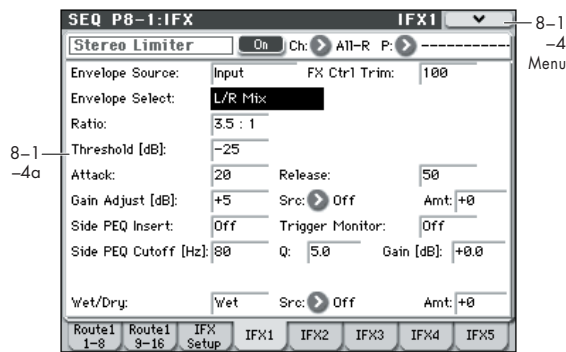 SEQ P8-1:IFX IFX1
8–1
–4
Menu
Stereo Limiter On Ch: All-R P: ------------
Envelope Source: Input FX Ctrl Trim: 100
Envelope Select: L/R Mix
Ratio: 3.5 : 1
8–1
–4a
Threshold [dB]: -25
Attack: 20 Release: 50
Gain Adjust [dB]: +5 Src: Off Amt: +0
Side PEQ Insert: Off Trigger Monitor: Off
Side PEQ Cutoff [Hz]: 80 Q: 5.0 Gain [dB]: +0.0
Wet/Dry: Wet Src: Off Amt: +0
Route1 1-8 Route1 9-16 IFX Setup IFX1 IFX2 IFX3 IFX4 IFX5